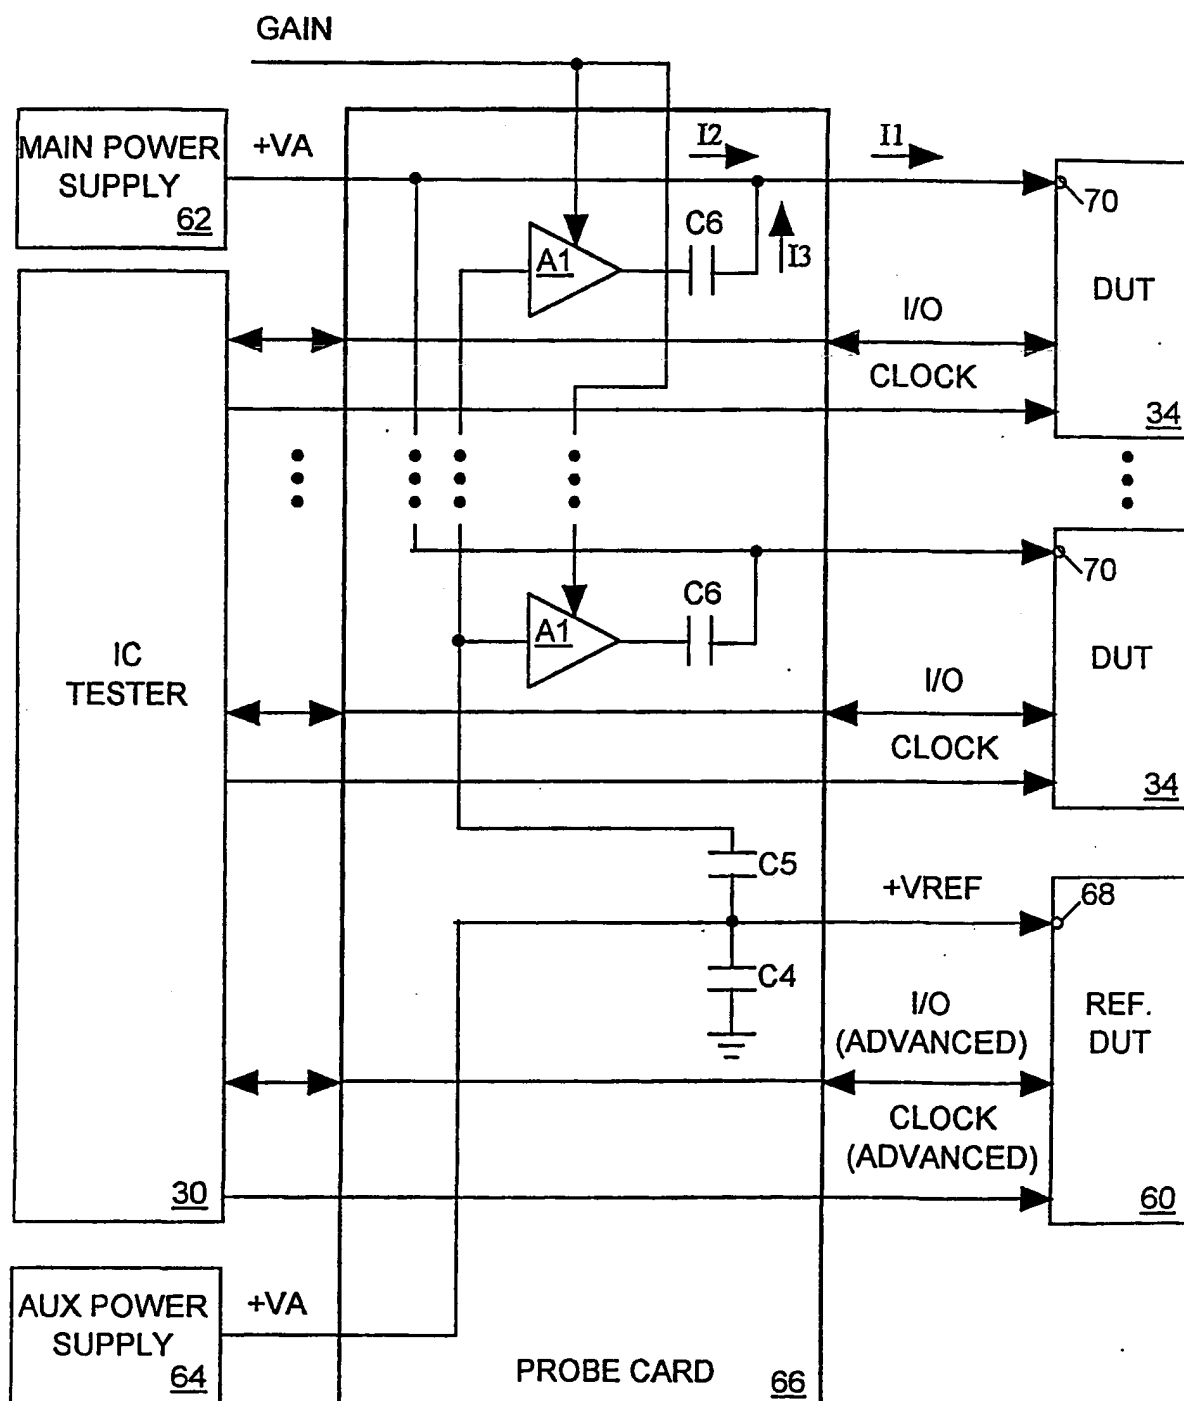 GAIN
MAIN POWER
SUPPLY
62
+VA
I2
I1
70
C6
A1
I3
DUT
I/O
CLOCK
34
70
C6
A1
DUT
IC
TESTER
I/O
CLOCK
34
C5
+VREF
68
C4
I/O
(ADVANCED)
REF.
DUT
CLOCK
(ADVANCED)
30
60
AUX POWER
SUPPLY
64
+VA
PROBE CARD
66